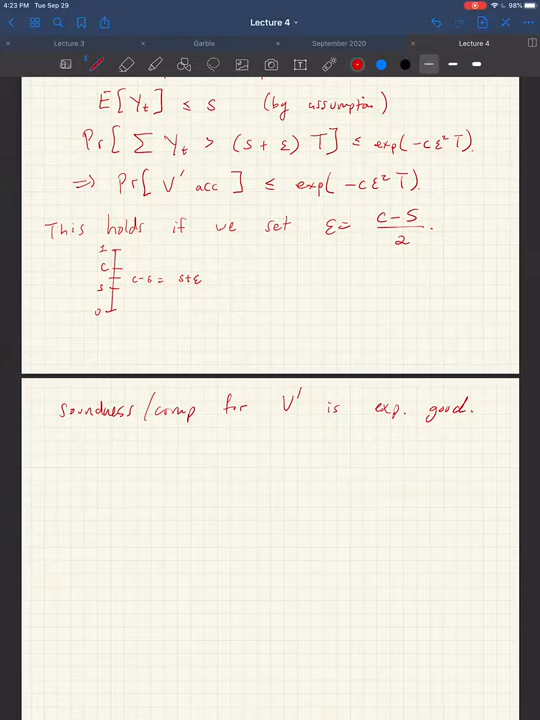 4:23 PM Tue Sep 29
98%
Lecture 4
Lecture 3
Garble
September 2020
Lecture 4
E[Y_t] ≤ s (by assumption)
Pr[ ∑ Y_t > (s + ε) T ] ≤ exp(-cε²T).
=> Pr[ V' acc ] ≤ exp(-cε²T).
This holds if we set ε = (c-s)/2.
1
c
c-ε = s+ε
s
0
soundness/comp for V' is exp. good.